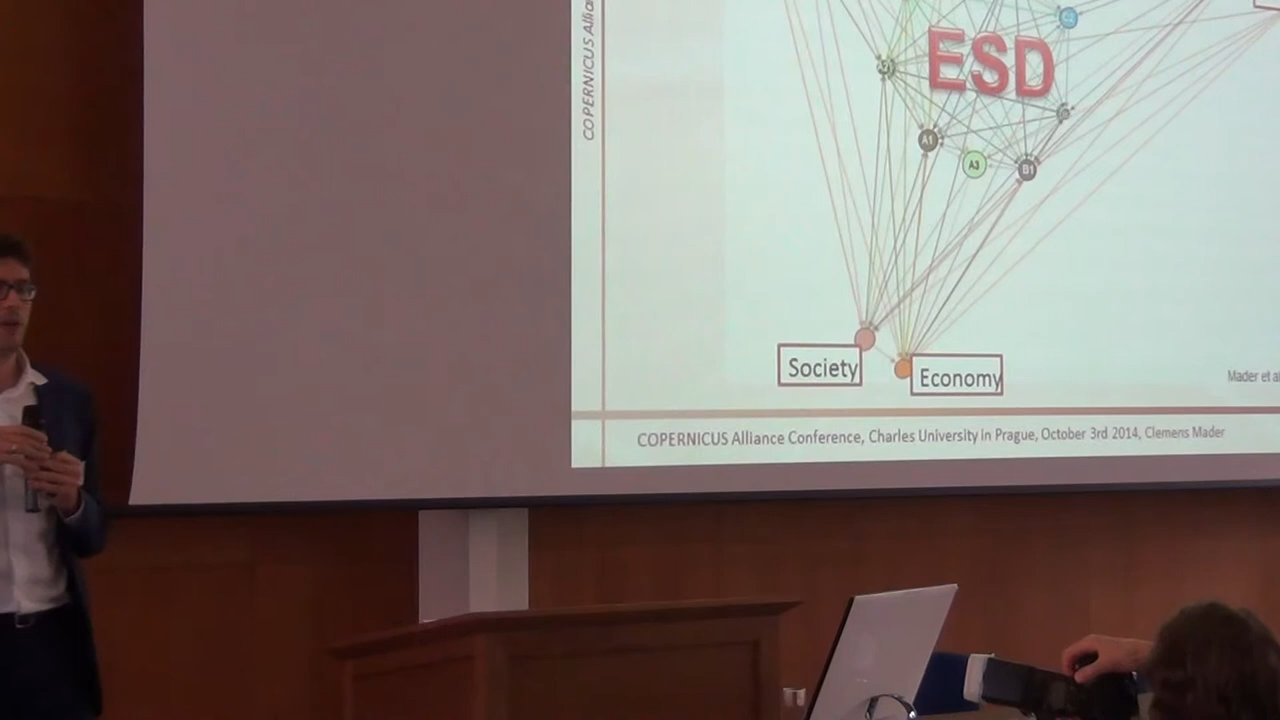 COPERNICUS Allia
ESD
A2
A1
A3
B1
Society
Economy
Mader et al
COPERNICUS Alliance Conference, Charles University in Prague, October 3rd 2014, Clemens Mader